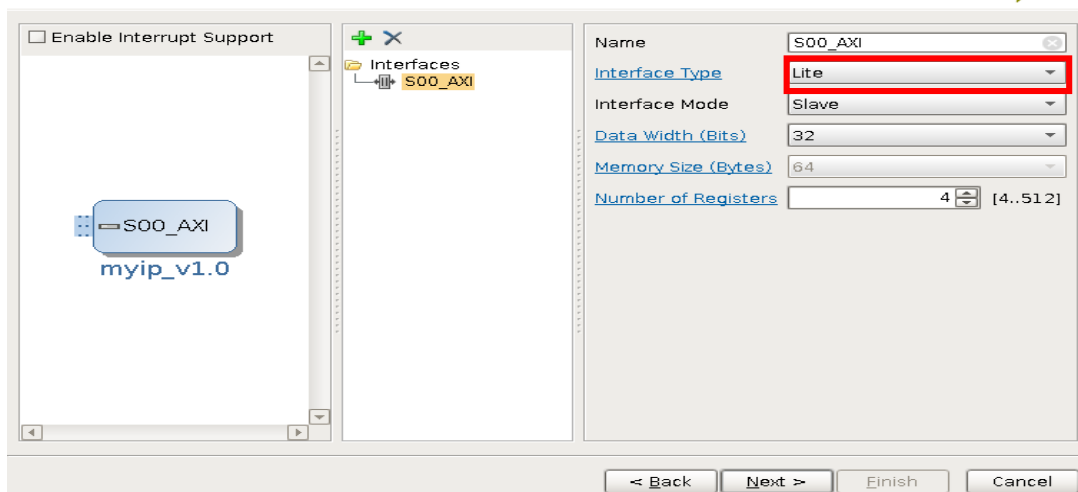 Enable Interrupt Support
S00_AXI
myip_v1.0
Interfaces
S00_AXI
Name S00_AXI
Interface Type Lite
Interface Mode Slave
Data Width (Bits) 32
Memory Size (Bytes) 64
Number of Registers 4 [4..512]
< Back Next > Finish Cancel